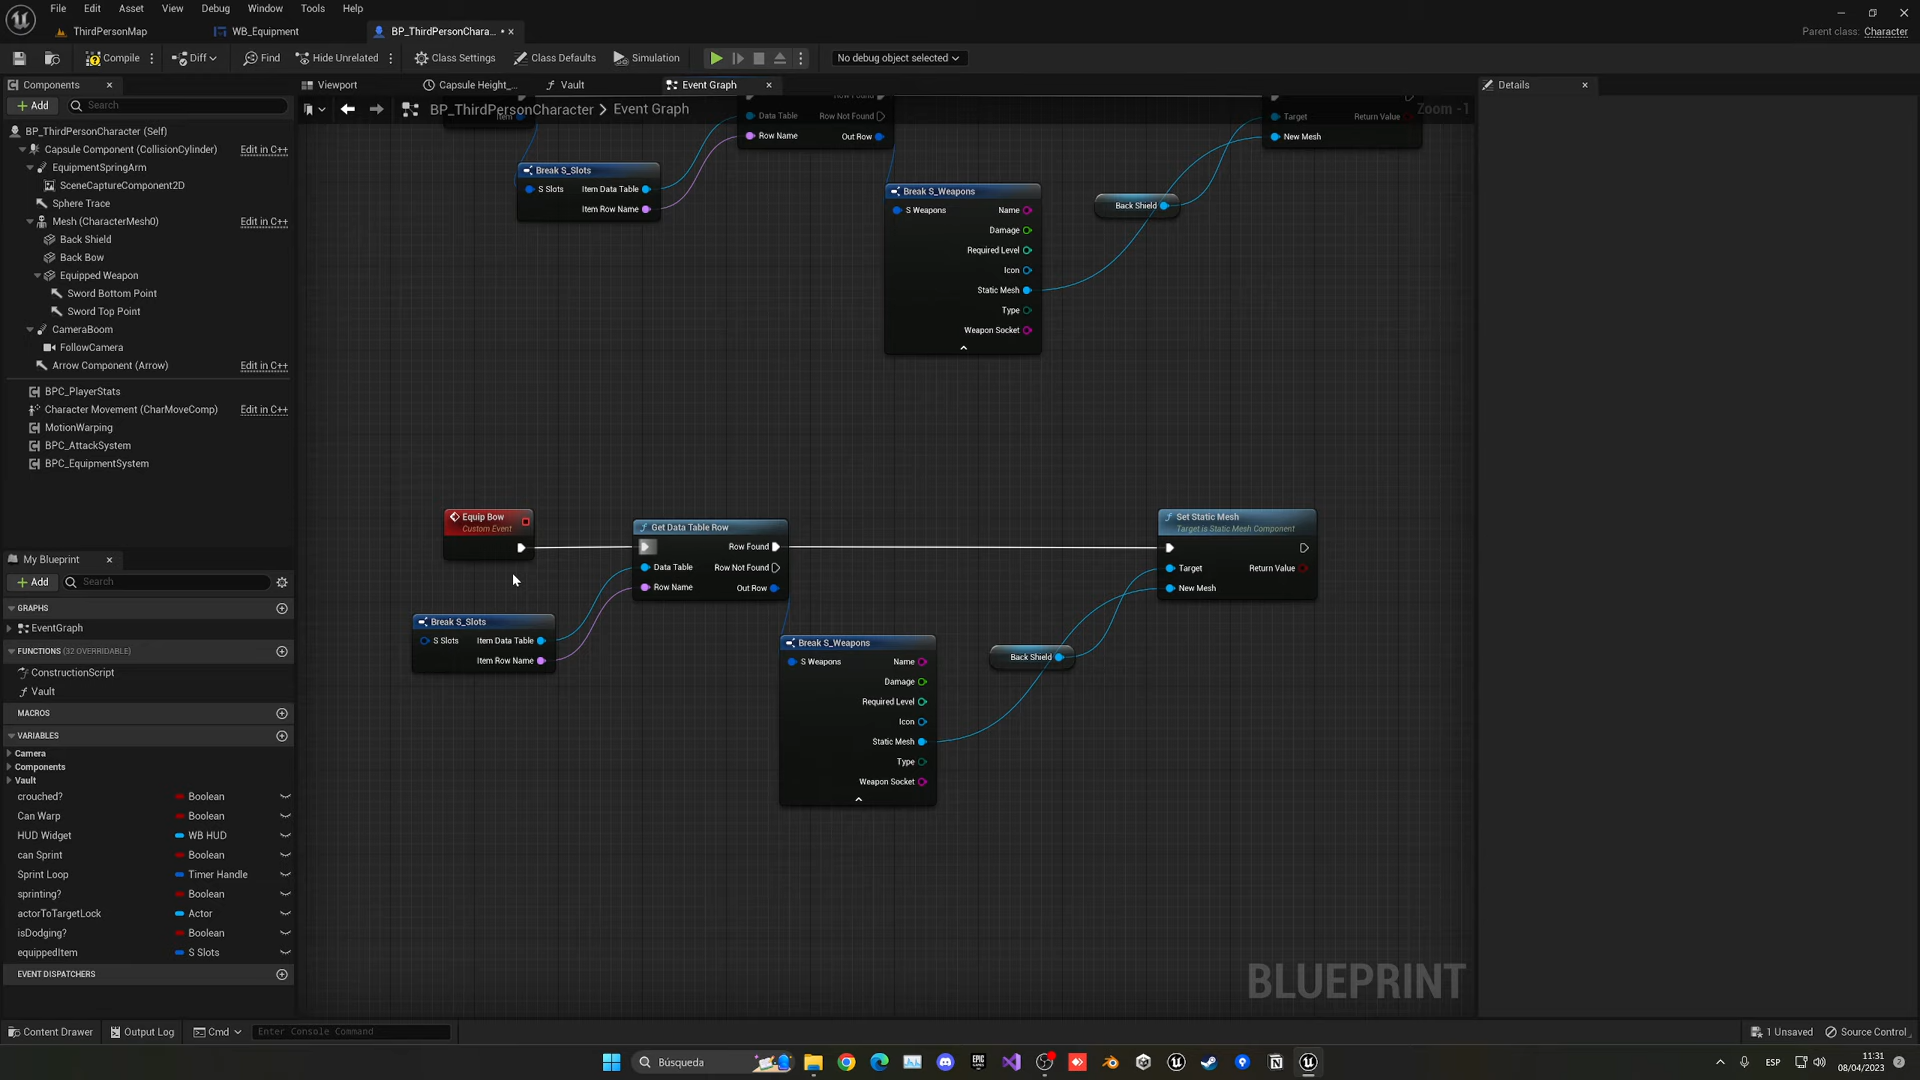 File Edit Asset View Debug Window Tools Help
ThirdPersonMap WB_Equipment BP_ThirdPersonChara... • × Parent class: Character
Compile Diff Find Hide Unrelated Class Settings Class Defaults Simulation No debug object selected
Components × Viewport Capsule Height_... Vault Event Graph × Details ×
+ Add Search BP_ThirdPersonCharacter > Event Graph Zoom -1
BP_ThirdPersonCharacter (Self)
Capsule Component (CollisionCylinder) Edit in C++
EquipmentSpringArm
SceneCaptureComponent2D
Sphere Trace
Mesh (CharacterMesh0) Edit in C++
Back Shield
Back Bow
Equipped Weapon
Sword Bottom Point
Sword Top Point
CameraBoom
FollowCamera
Arrow Component (Arrow) Edit in C++
BPC_PlayerStats
Character Movement (CharMoveComp) Edit in C++
MotionWarping
BPC_AttackSystem
BPC_EquipmentSystem
My Blueprint ×
+ Add Search
GRAPHS
EventGraph
FUNCTIONS (32 OVERRIDABLE)
ConstructionScript
Vault
MACROS
VARIABLES
Camera
Components
Vault
crouched? Boolean
Can Warp Boolean
HUD Widget WB HUD
can Sprint Boolean
Sprint Loop Timer Handle
sprinting? Boolean
actorToTargetLock Actor
isDodging? Boolean
equippedItem S Slots
EVENT DISPATCHERS
Item
Data Table Row Not Found
Row Name Out Row
Target Return Value
New Mesh
Break S_Slots
S Slots Item Data Table
Item Row Name
Break S_Weapons
S Weapons Name
Damage
Required Level
Icon
Static Mesh
Type
Weapon Socket
Back Shield
Equip Bow
Custom Event
Get Data Table Row
Row Found
Data Table Row Not Found
Row Name Out Row
Set Static Mesh
Target is Static Mesh Component
Target Return Value
New Mesh
Break S_Slots
S Slots Item Data Table
Item Row Name
Break S_Weapons
S Weapons Name
Damage
Required Level
Icon
Static Mesh
Type
Weapon Socket
Back Shield
BLUEPRINT
Content Drawer Output Log Cmd Enter Console Command 1 Unsaved Source Control
Búsqueda ESP 11:31
08/04/2023